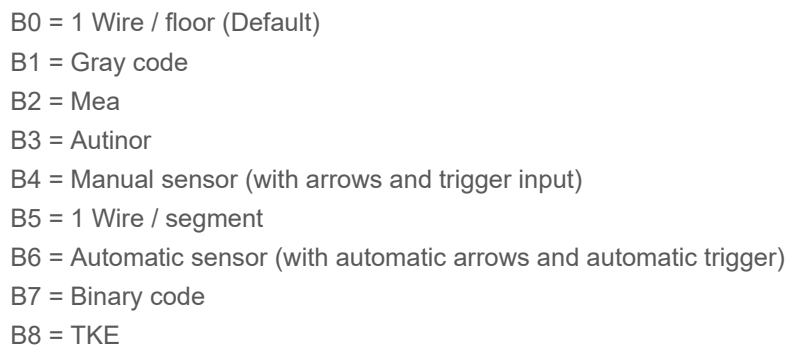 B0 = 1 Wire / floor (Default)
B1 = Gray code
B2 = Mea
B3 = Autinor
B4 = Manual sensor (with arrows and trigger input)
B5 = 1 Wire / segment
B6 = Automatic sensor (with automatic arrows and automatic trigger)
B7 = Binary code
B8 = TKE